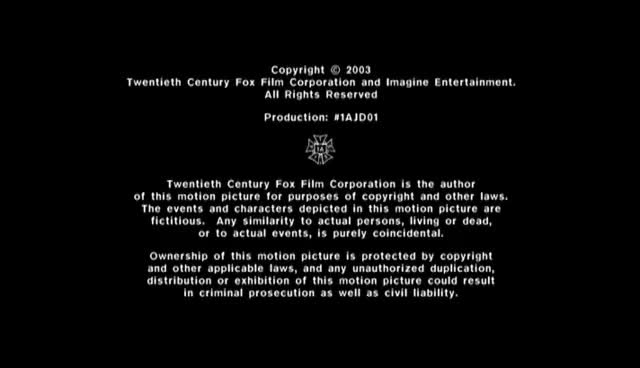 Copyright © 2003
Twentieth Century Fox Film Corporation and Imagine Entertainment.
All Rights Reserved
Production: #1AJD01
Twentieth Century Fox Film Corporation is the author
of this motion picture for purposes of copyright and other laws.
The events and characters depicted in this motion picture are
fictitious. Any similarity to actual persons, living or dead,
or to actual events, is purely coincidental.
Ownership of this motion picture is protected by copyright
and other applicable laws, and any unauthorized duplication,
distribution or exhibition of this motion picture could result
in criminal prosecution as well as civil liability.